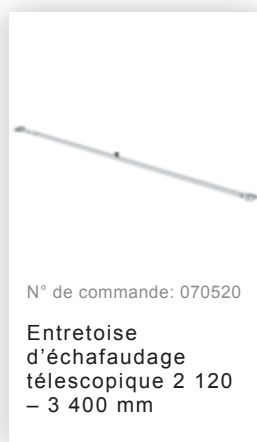 N° de commande: 070520
Entretoise
d’échafaudage
télescopique 2 120
– 3 400 mm